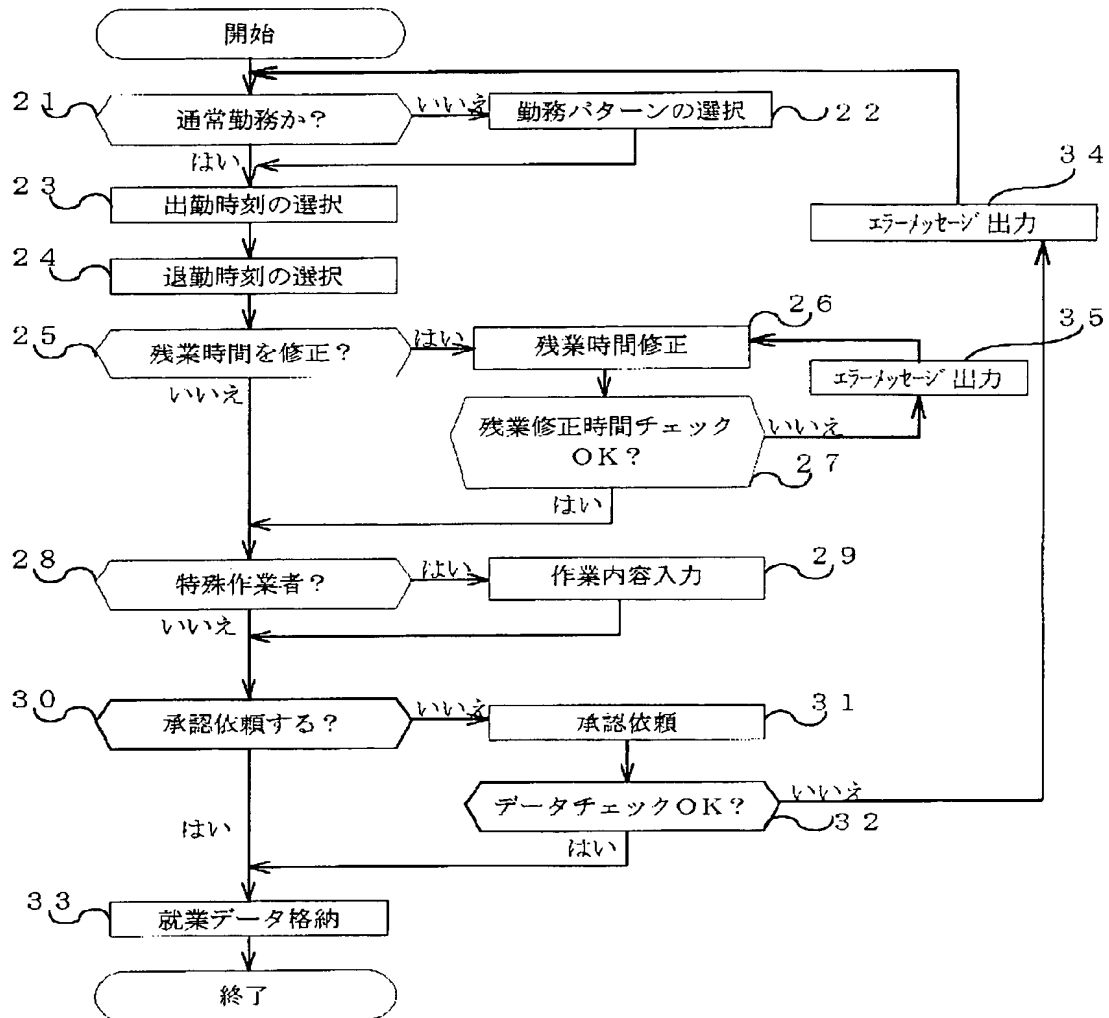 開始
21
通常勤務か?
いいえ
勤務パターンの選択
22
はい
34
23
出勤時刻の選択
エラーメッセージ出力
24
退勤時刻の選択
26
35
25
残業時間を修正?
はい
残業時間修正
エラーメッセージ出力
いいえ
残業修正時間チェック
OK?
いいえ
27
はい
28
特殊作業者?
はい
作業内容入力
29
いいえ
30
承認依頼する?
いいえ
承認依頼
31
データチェックOK?
いいえ
32
はい
はい
33
就業データ格納
終了